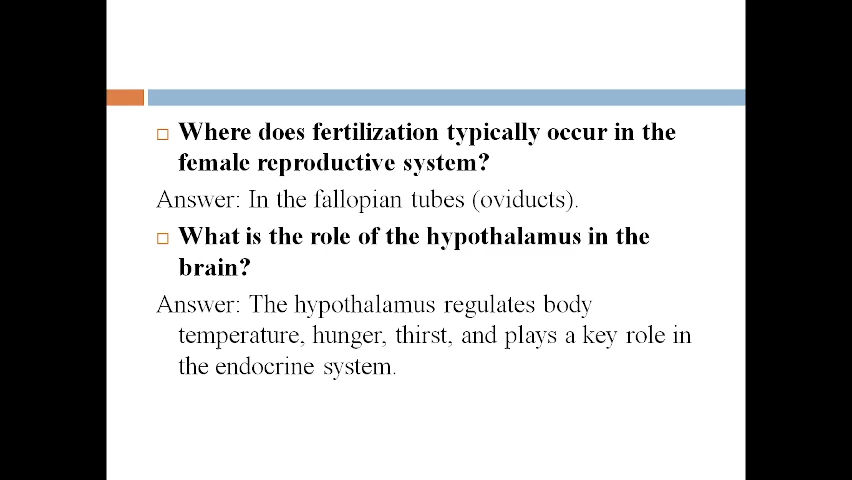 Where does fertilization typically occur in the
female reproductive system?
Answer: In the fallopian tubes (oviducts).
What is the role of the hypothalamus in the
brain?
Answer: The hypothalamus regulates body
temperature, hunger, thirst, and plays a key role in
the endocrine system.